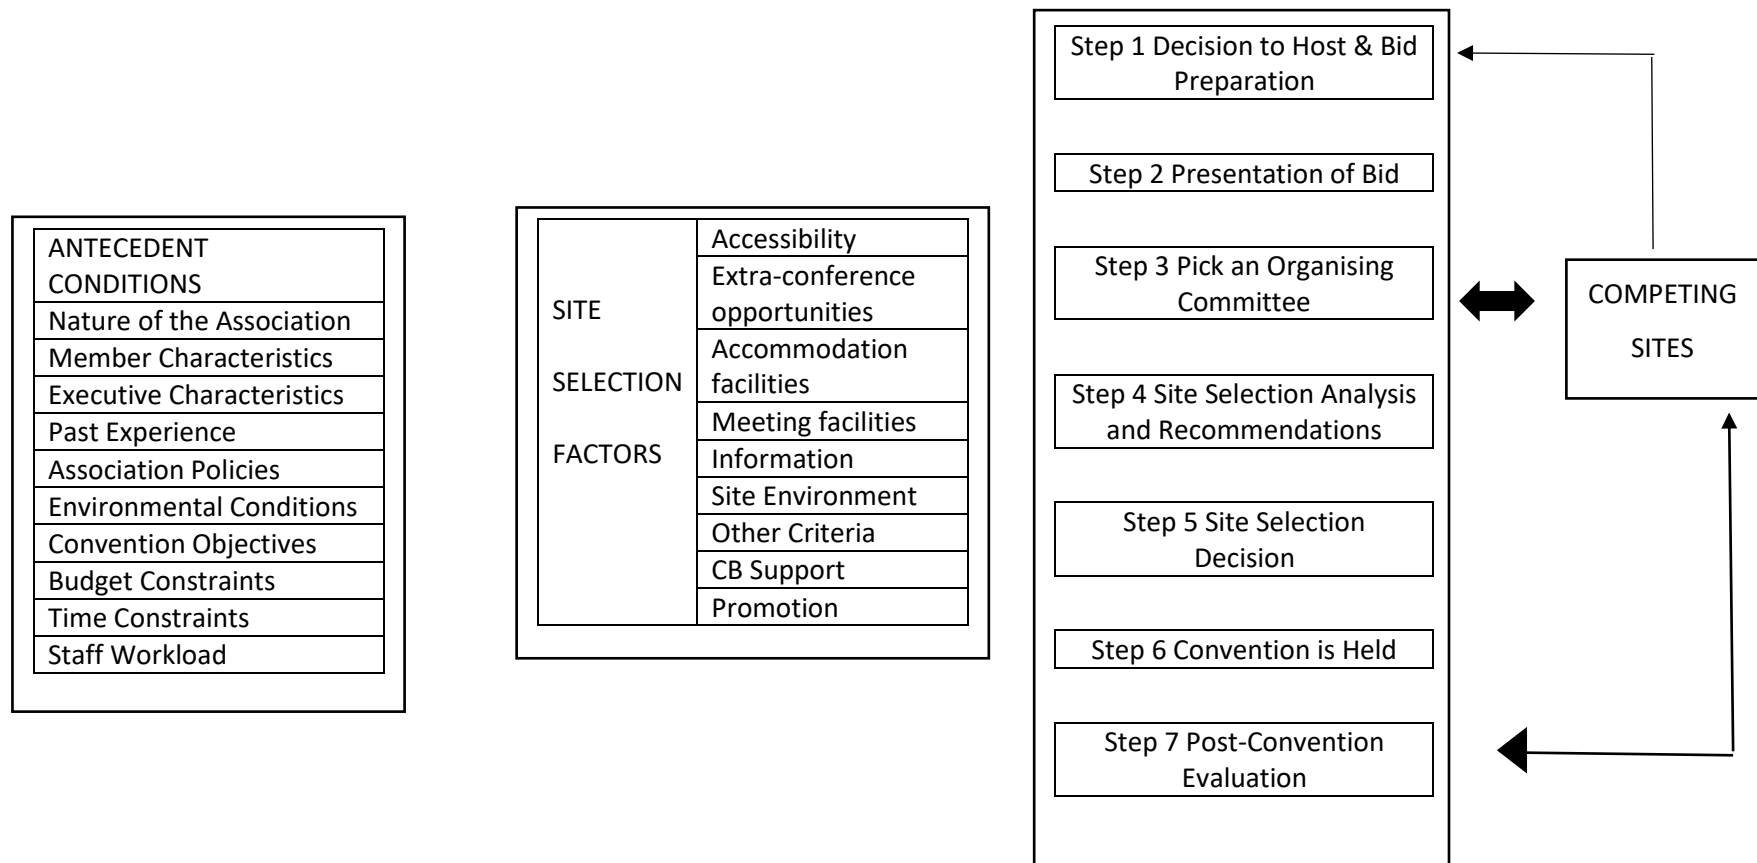 ANTECEDENT
CONDITIONS
Nature of the Association
Member Characteristics
Executive Characteristics
Past Experience
Association Policies
Environmental Conditions
Convention Objectives
Budget Constraints
Time Constraints
Staff Workload
SITE
SELECTION
FACTORS
Accessibility
Extra-conference
opportunities
Accommodation
facilities
Meeting facilities
Information
Site Environment
Other Criteria
CB Support
Promotion
Step 1 Decision to Host & Bid
Preparation
Step 2 Presentation of Bid
Step 3 Pick an Organising
Committee
Step 4 Site Selection Analysis
and Recommendations
Step 5 Site Selection
Decision
Step 6 Convention is Held
Step 7 Post-Convention
Evaluation
COMPETING
SITES